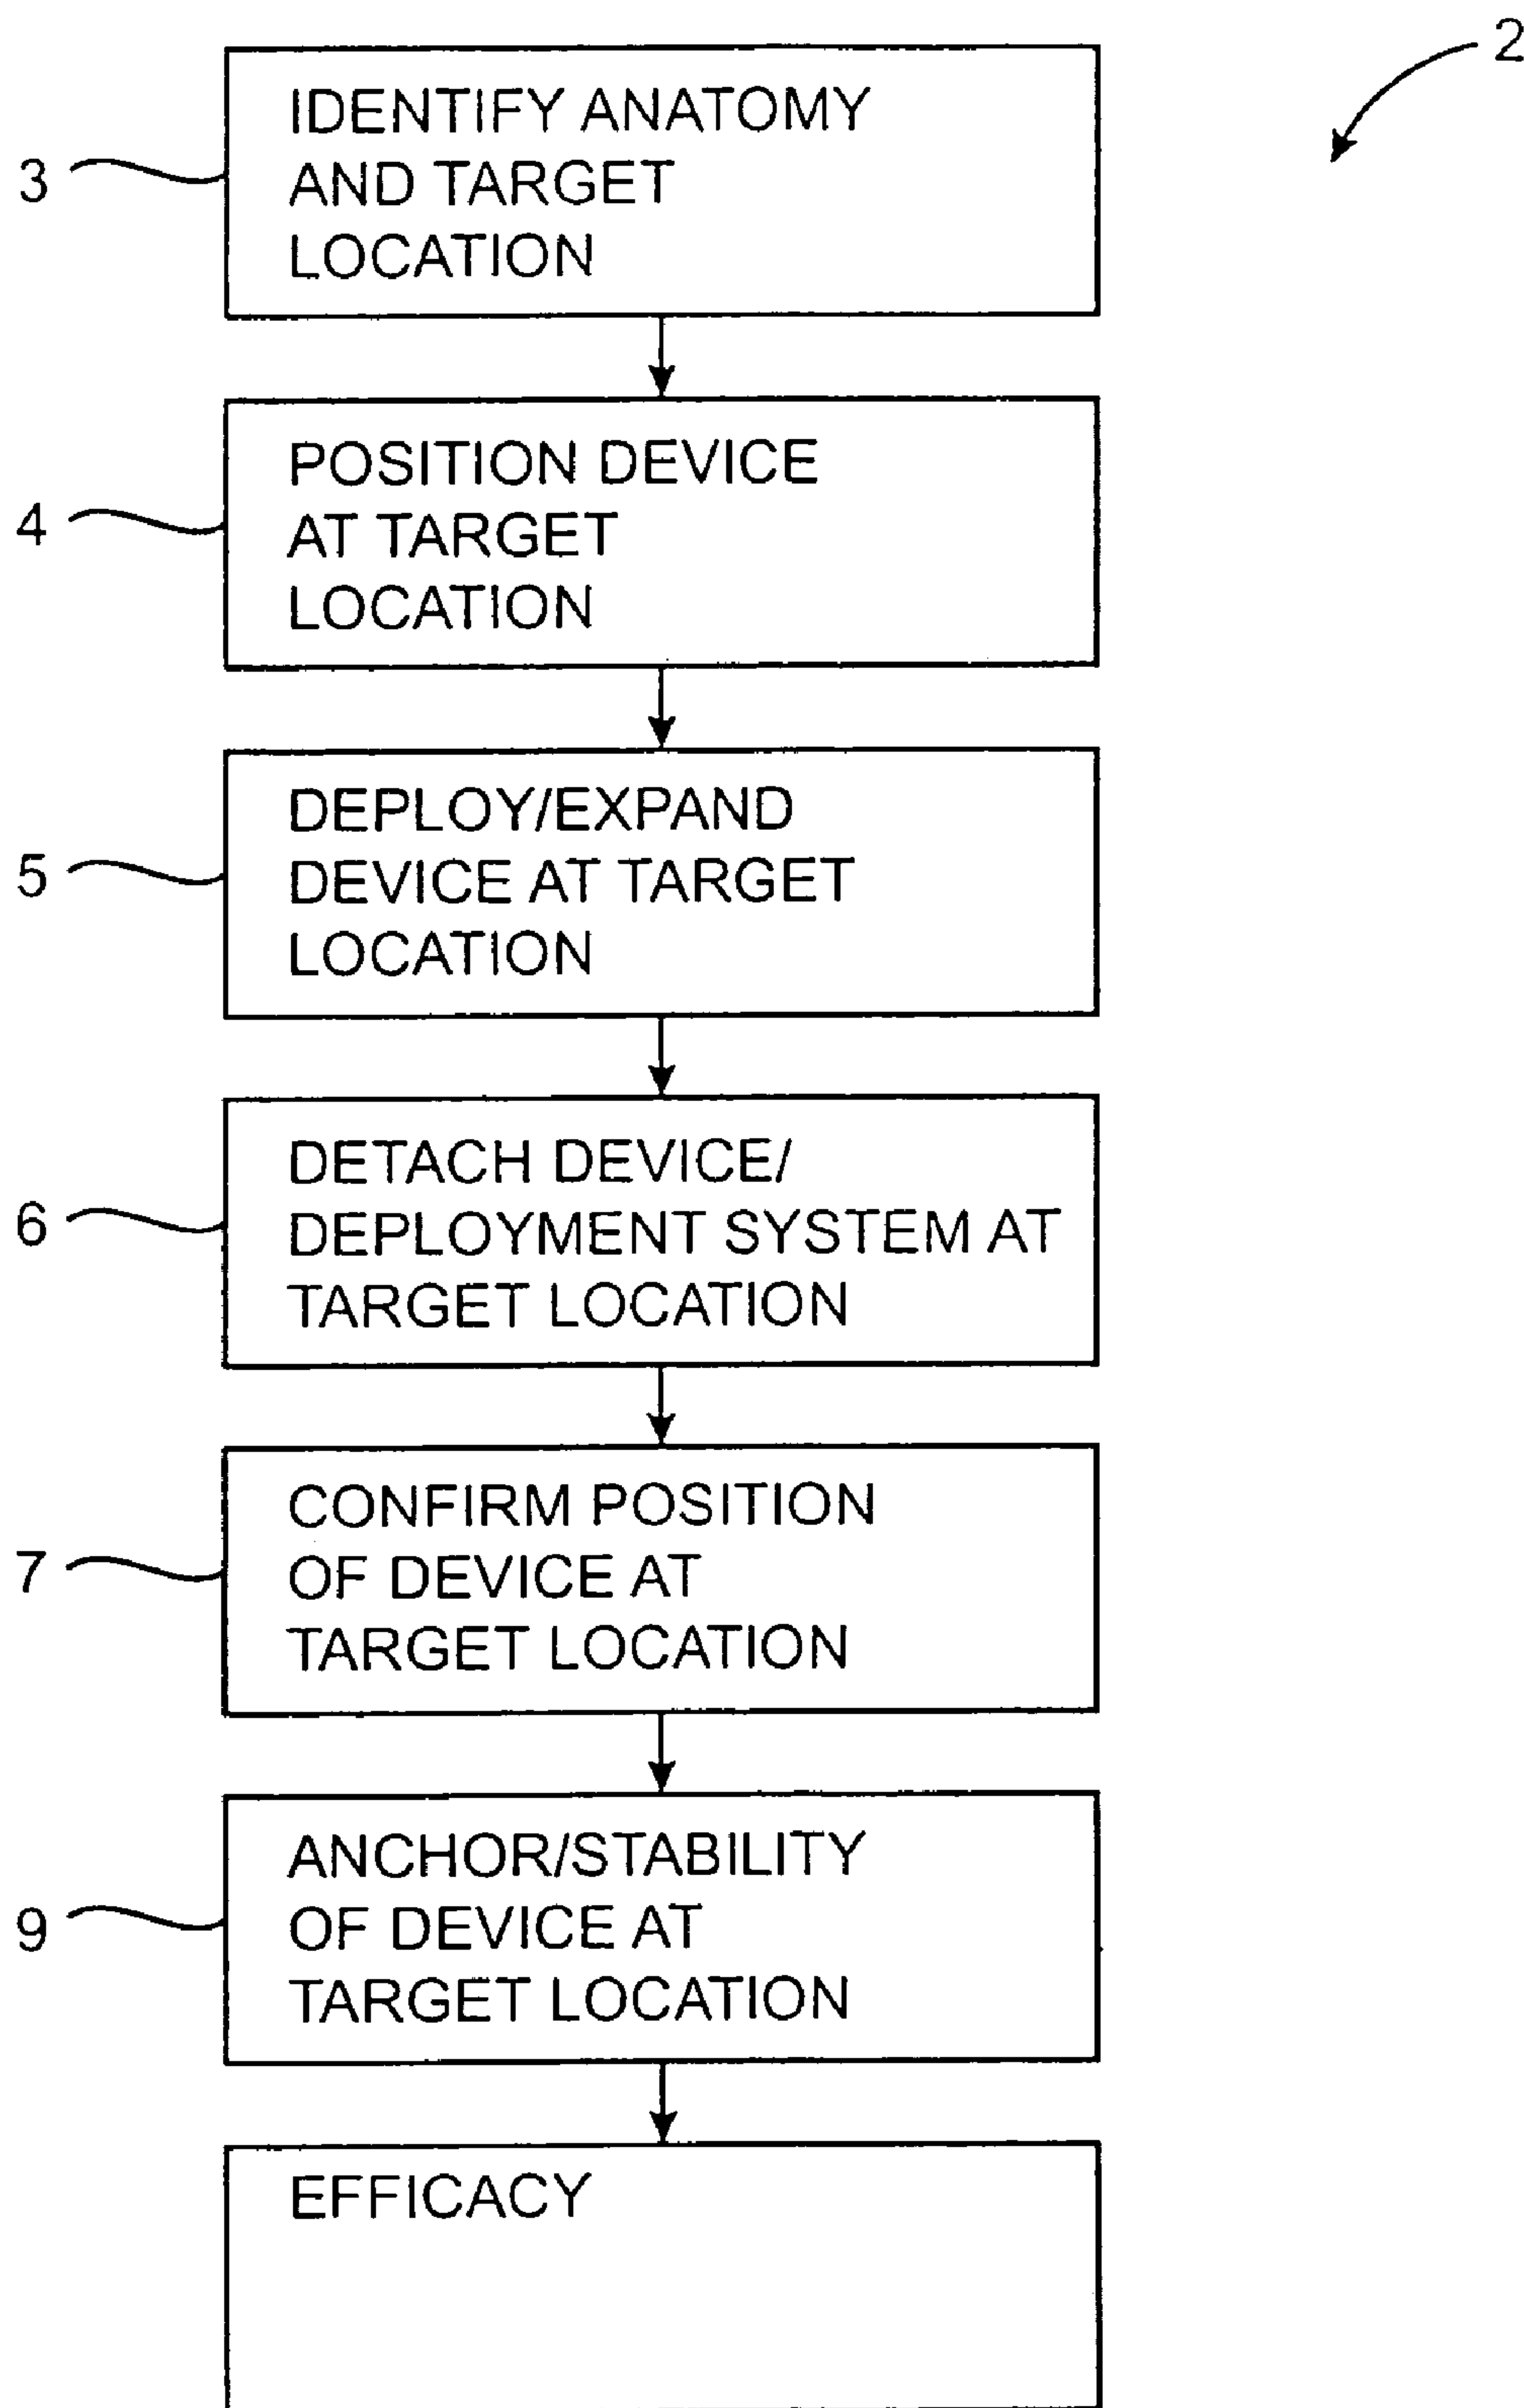 2
3
IDENTIFY ANATOMY
AND TARGET
LOCATION
4
POSITION DEVICE
AT TARGET
LOCATION
5
DEPLOY/EXPAND
DEVICE AT TARGET
LOCATION
6
DETACH DEVICE/
DEPLOYMENT SYSTEM AT
TARGET LOCATION
7
CONFIRM POSITION
OF DEVICE AT
TARGET LOCATION
9
ANCHOR/STABILITY
OF DEVICE AT
TARGET LOCATION
EFFICACY